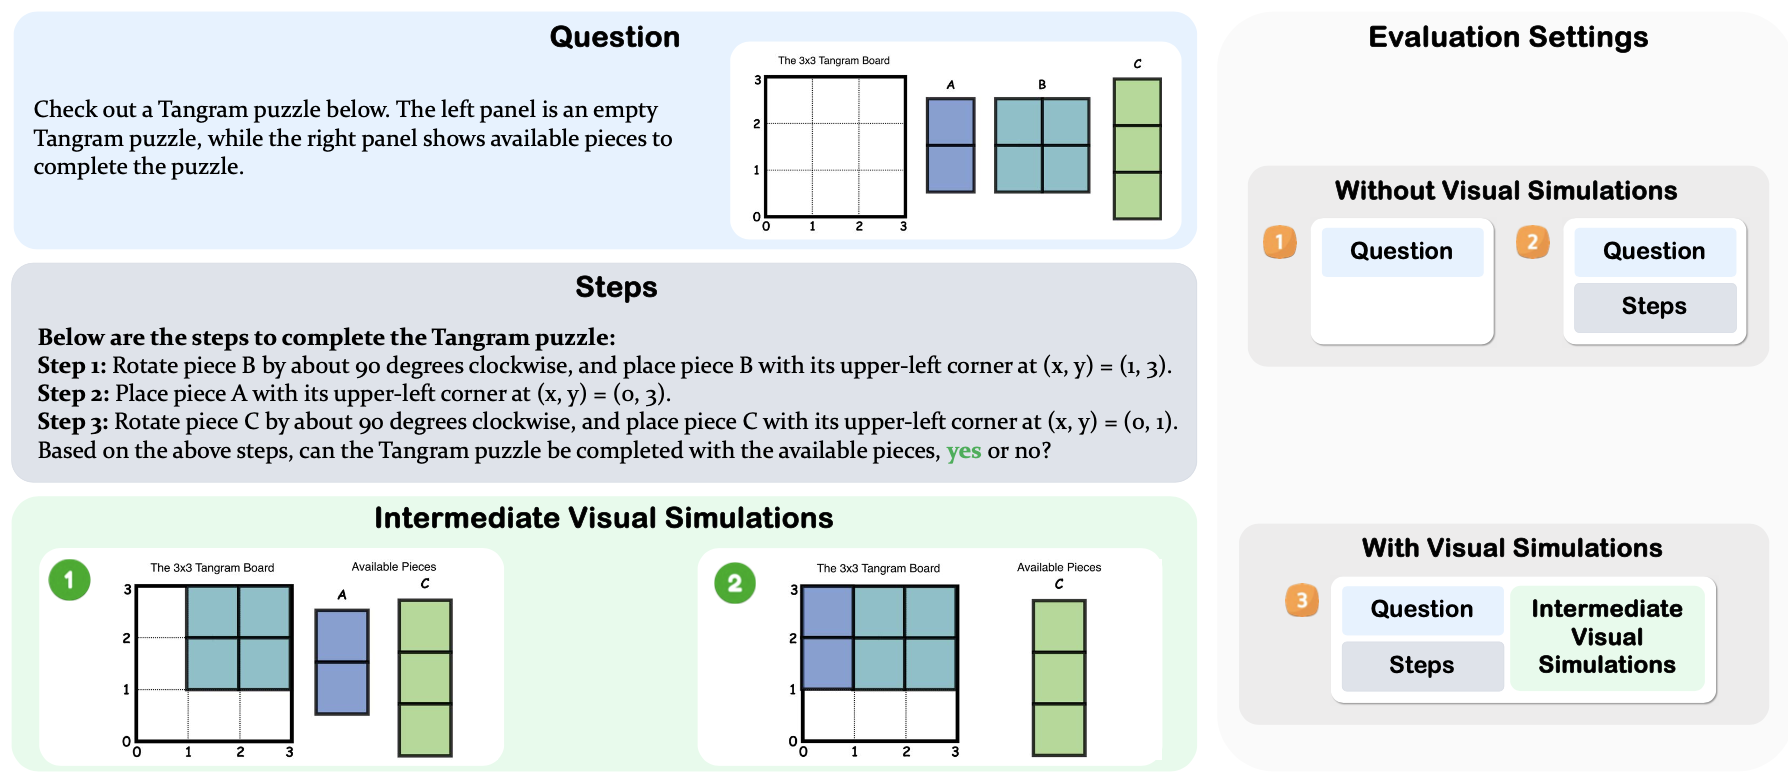 Question
Check out a Tangram puzzle below. The left panel is an empty
Tangram puzzle, while the right panel shows available pieces to
complete the puzzle.
The 3x3 Tangram Board
3
2
1
0
0 1 2 3
A
B
C
Steps
Below are the steps to complete the Tangram puzzle:
Step 1: Rotate piece B by about 90 degrees clockwise, and place piece B with its upper-left corner at (x, y) = (1, 3).
Step 2: Place piece A with its upper-left corner at (x, y) = (0, 3).
Step 3: Rotate piece C by about 90 degrees clockwise, and place piece C with its upper-left corner at (x, y) = (0, 1).
Based on the above steps, can the Tangram puzzle be completed with the available pieces, yes or no?
Intermediate Visual Simulations
1
The 3x3 Tangram Board
3
2
1
0
0 1 2 3
Available Pieces
A
C
2
The 3x3 Tangram Board
3
2
1
0
0 1 2 3
Available Pieces
C
Evaluation Settings
Without Visual Simulations
1
Question
2
Question
Steps
With Visual Simulations
3
Question
Steps
Intermediate
Visual
Simulations